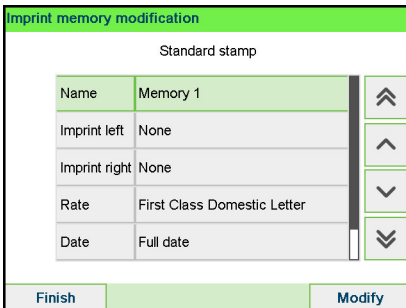 Imprint memory modification
Standard stamp
Name Memory 1
Imprint left None
Imprint right None
Rate First Class Domestic Letter
Date Full date
Finish Modify